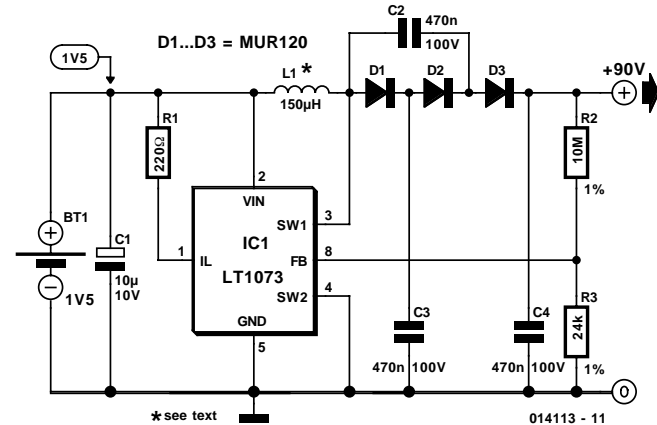 C2
470n
100V
D1...D3 = MUR120
1V5
L1 *
150µH
D1
D2
D3
+90V
R1
220Ω
R2
10M
1%
2
VIN
SW1
3
IC1
LT1073
1
IL
FB
8
SW2
4
GND
5
BT1
1V5
C1
10µ
10V
C3
470n
100V
C4
470n
100V
R3
24k
1%
0
* see text
014113 - 11